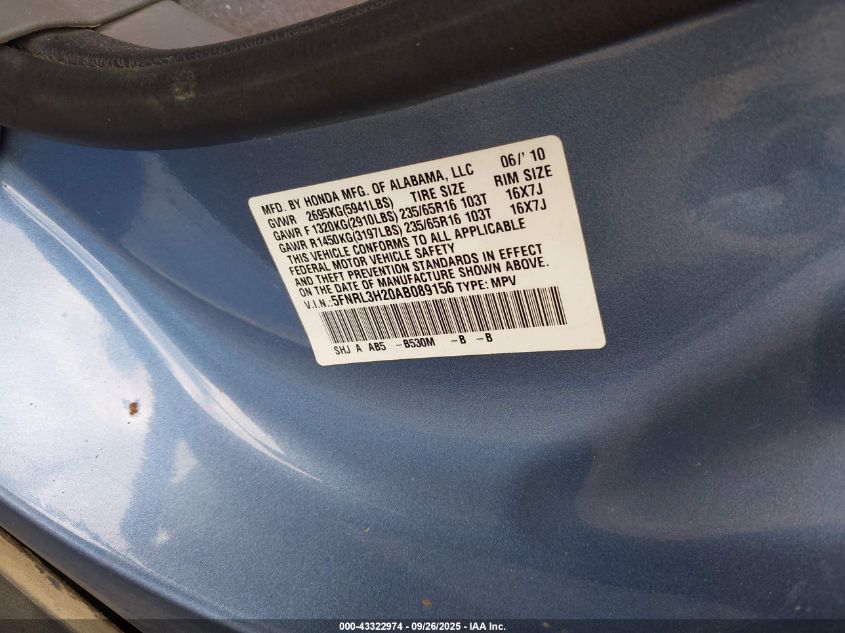 MFD. BY HONDA MFG. OF ALABAMA, LLC 06/' 10
GVWR 2695KG(5941LBS) TIRE SIZE RIM SIZE
GAWR F 1320KG(2910LBS) 235/65R16 103T 16X7J
GAWR R1450KG(3197LBS) 235/65R16 103T 16X7J
THIS VEHICLE CONFORMS TO ALL APPLICABLE
FEDERAL MOTOR VEHICLE SAFETY
AND THEFT PREVENTION STANDARDS IN EFFECT
ON THE DATE OF MANUFACTURE SHOWN ABOVE.
V.I.N.:5FNRL3H20AB089156 TYPE: MPV
SHJ A AB5 -B530M -B -B
000-43322974 - 09/26/2025 - IAA Inc.